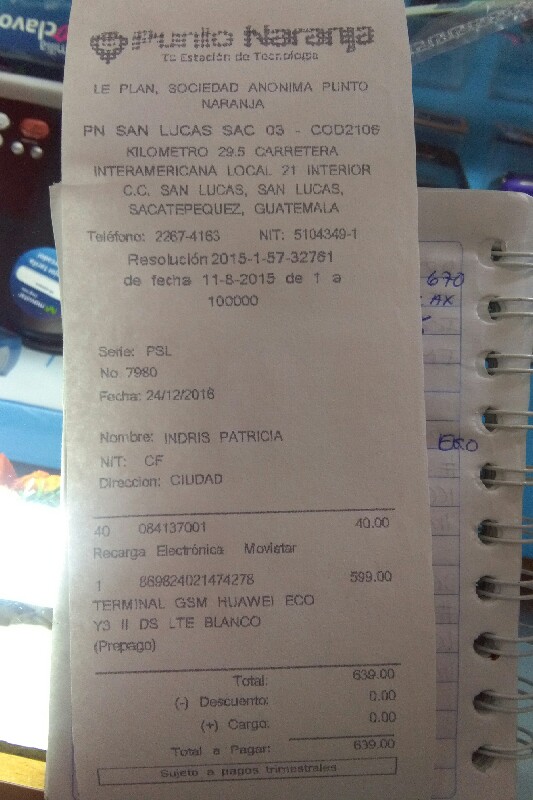 Punto Naranja
Tu Estación de Tecnología
LE PLAN, SOCIEDAD ANONIMA PUNTO
NARANJA
PN SAN LUCAS SAC 03 - COD2106
KILOMETRO 29.5 CARRETERA
INTERAMERICANA LOCAL 21 INTERIOR
C.C. SAN LUCAS, SAN LUCAS,
SACATEPEQUEZ, GUATEMALA
Teléfono: 2267-4163 NIT: 5104349-1
Resolución 2015-1-57-32761
de fecha 11-8-2015 de 1 a
100000
Serie: PSL
No. 7980
Fecha: 24/12/2016
Nombre: INDRIS PATRICIA
NIT: CF
Direccion: CIUDAD
40 084137001 40.00
Recarga Electrónica Movistar
1 869824021474278 599.00
TERMINAL GSM HUAWEI ECO
Y3 II DS LTE BLANCO
(Prepago)
Total: 639.00
(-) Descuento: 0.00
(+) Cargo: 0.00
Total a Pagar: 639.00
Sujeto a pagos trimestrales
670
AX
ECO
claro